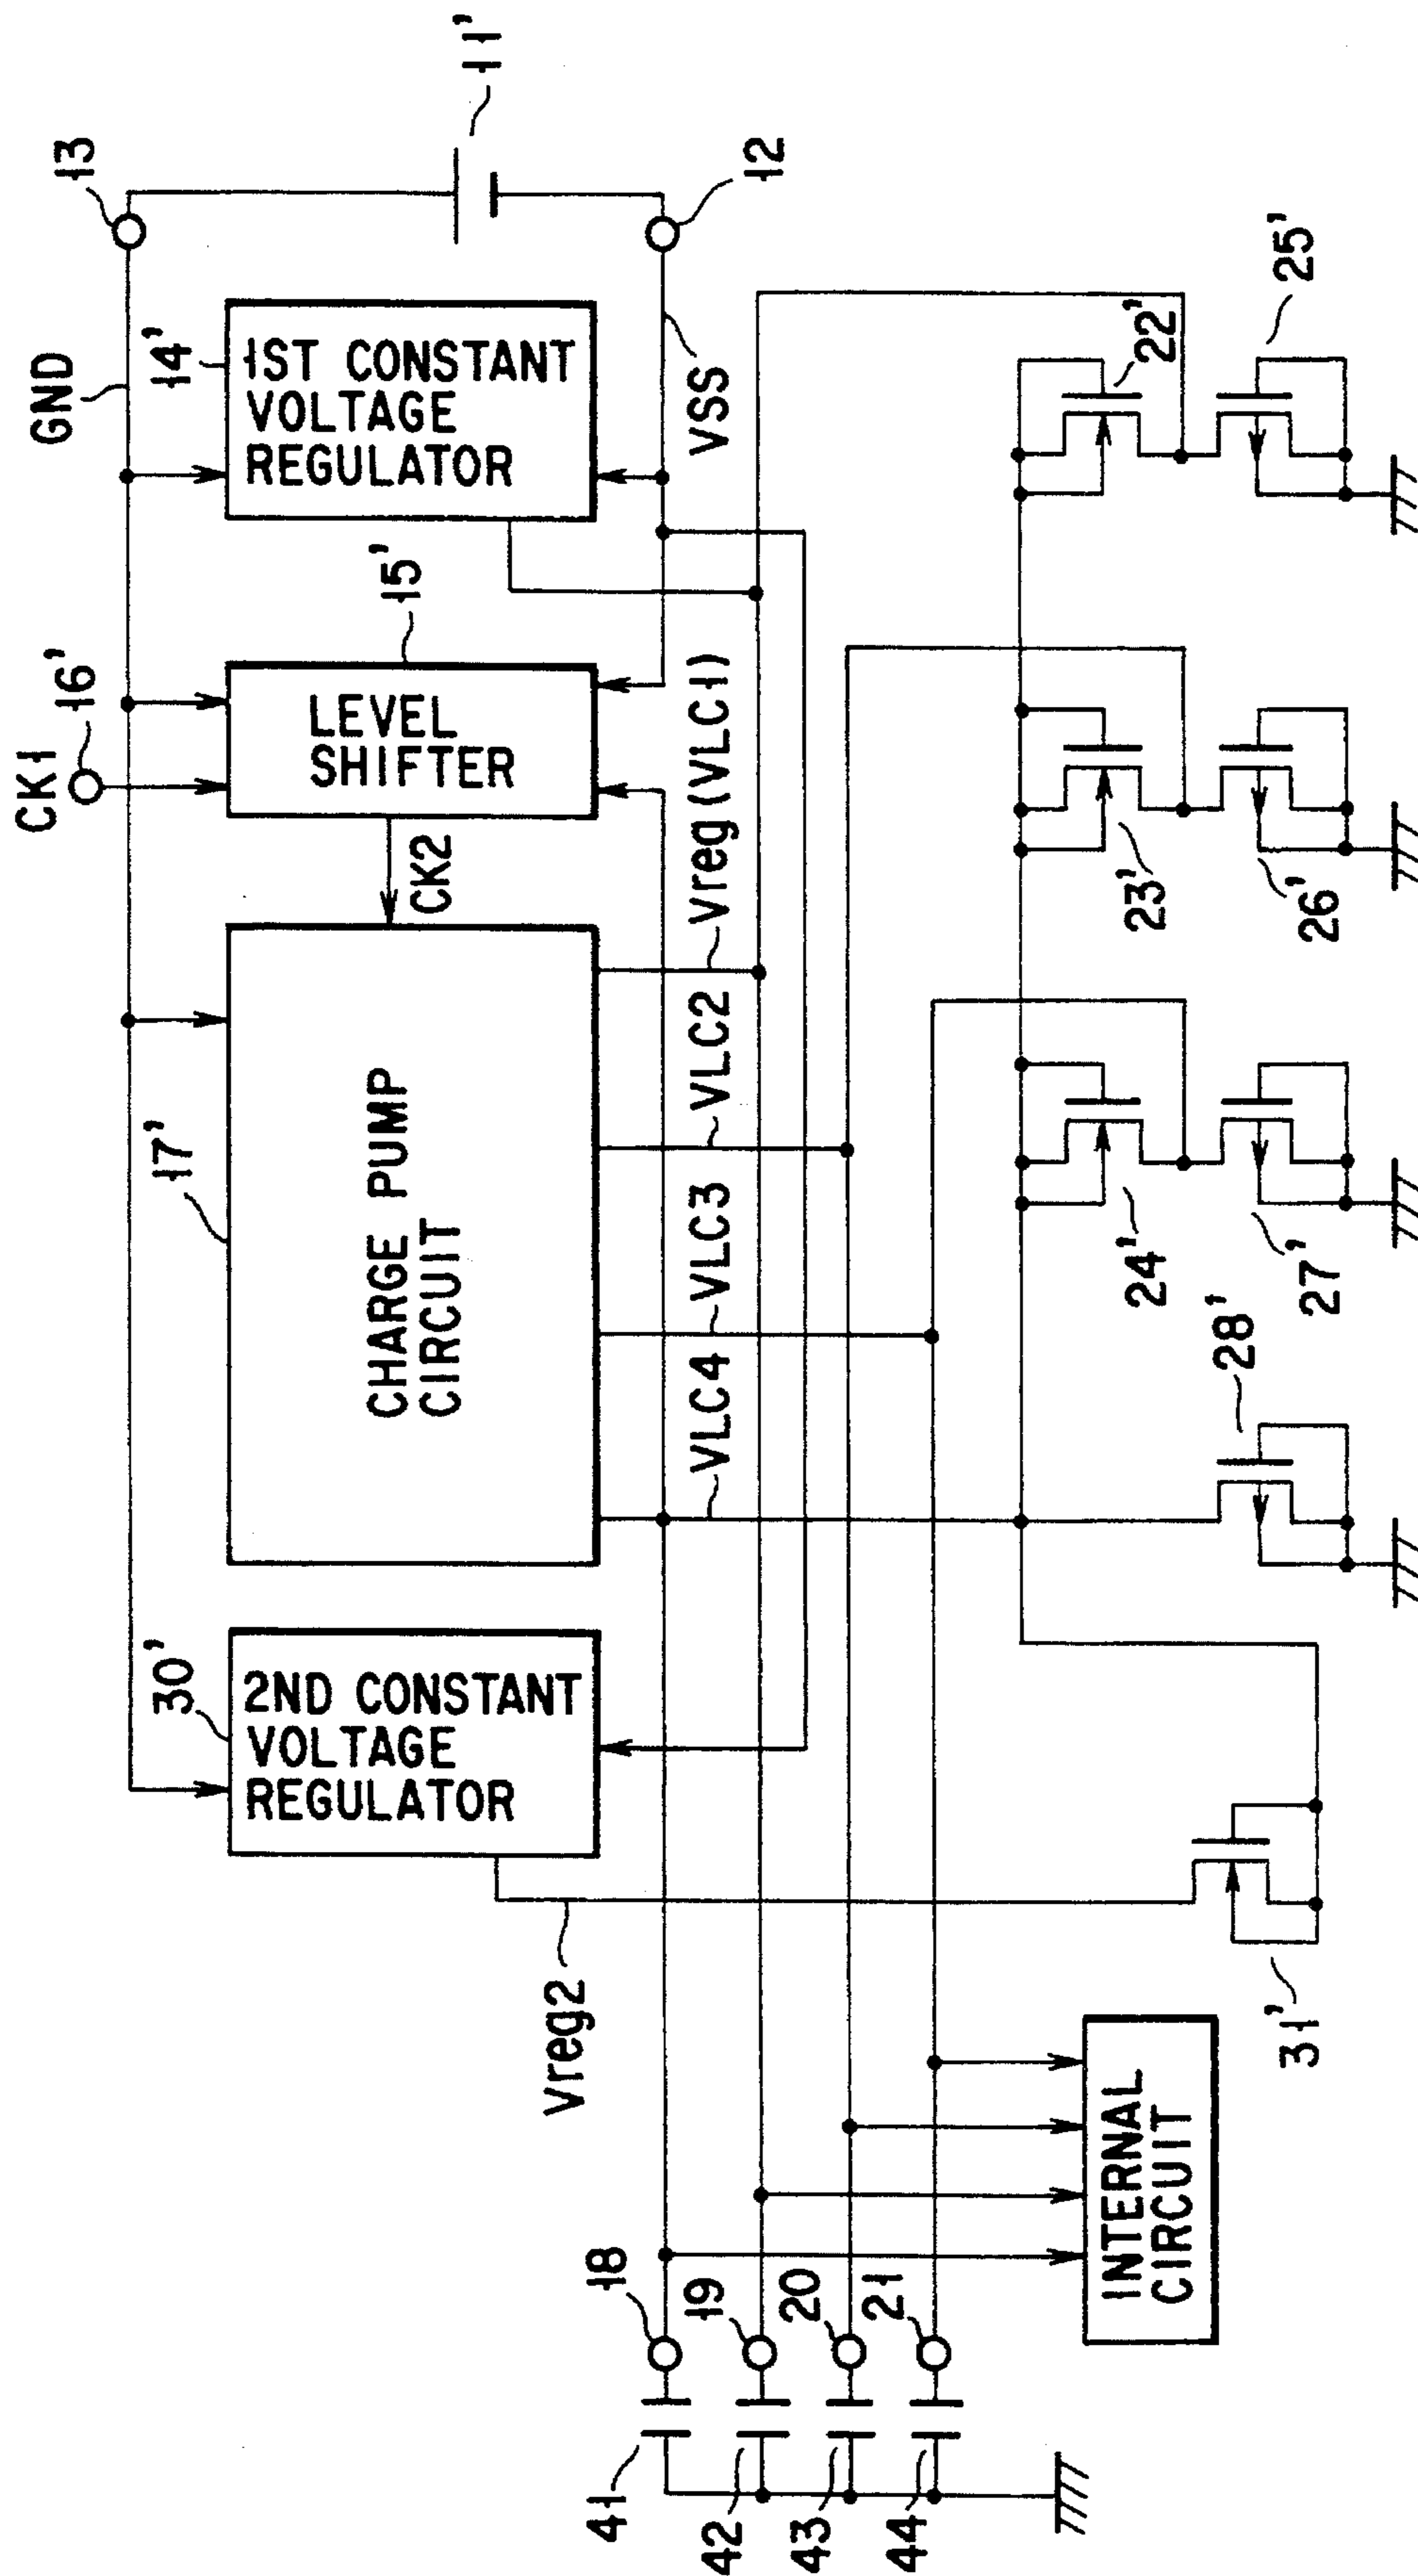 11'
13
12
GND
14'
1ST CONSTANT
VOLTAGE
REGULATOR
VSS
CK1
16'
15'
LEVEL
SHIFTER
CK2
17'
CHARGE PUMP
CIRCUIT
Vreg(VLC1)
VLC2
VLC3
VLC4
30'
2ND CONSTANT
VOLTAGE
REGULATOR
Vreg2
22'
25'
23'
26'
24'
27'
28'
31'
INTERNAL
CIRCUIT
18
19
20
21
41
42
43
44